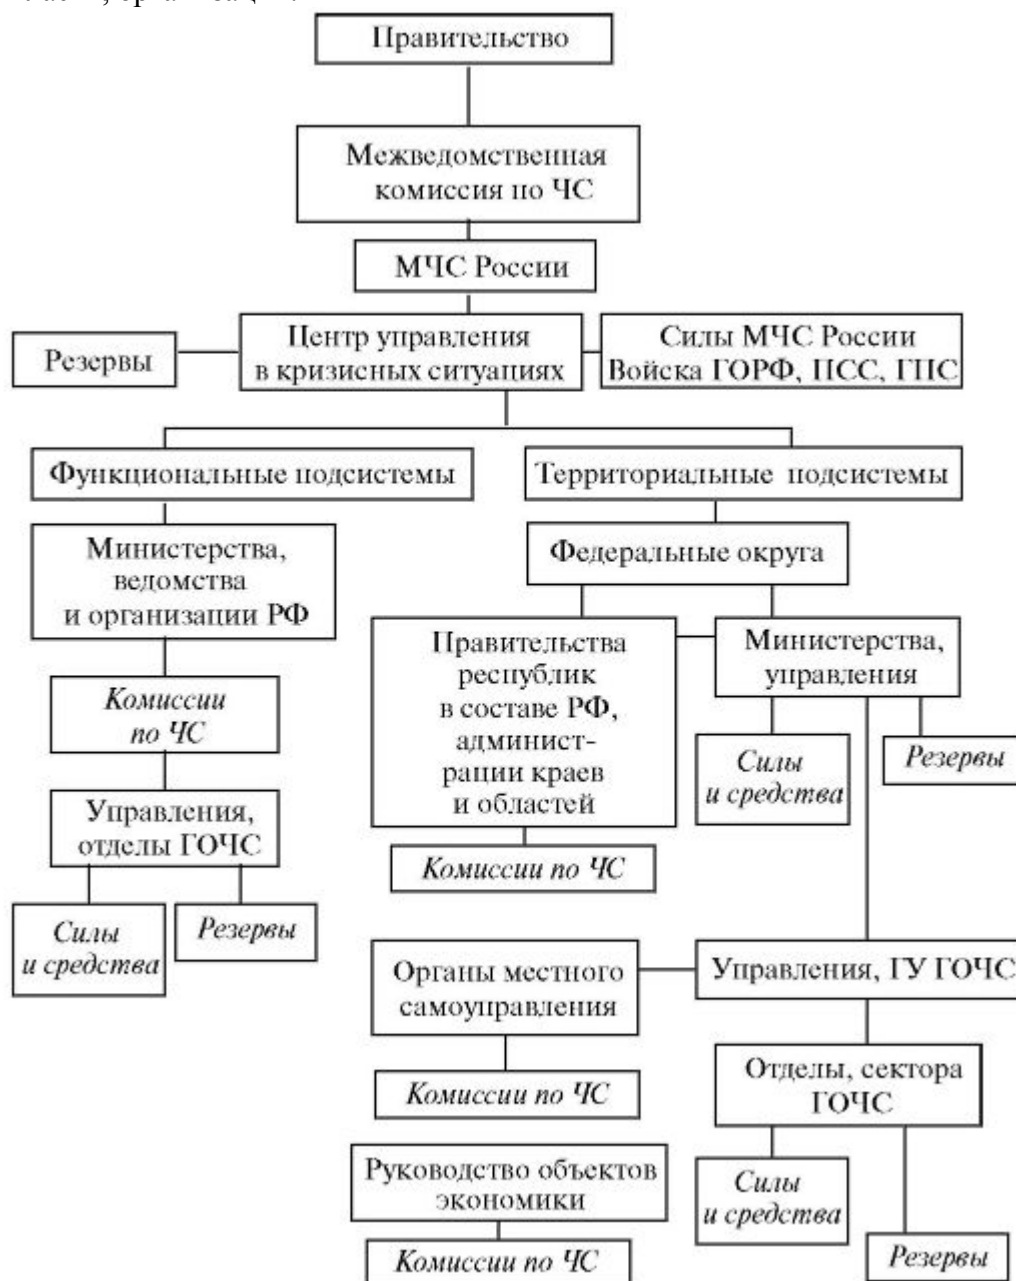 Правительство
Межведомственная
комиссия по ЧС
МЧС России
Резервы
Центр управления
в кризисных ситуациях
Силы МЧС России
Войска ГОРФ, ПСС, ГПС
Функциональные подсистемы
Территориальные подсистемы
Министерства,
ведомства
и организации РФ
Федеральные округа
Комиссии
по ЧС
Управления,
отделы ГОЧС
Силы
и средства
Резервы
Правительства
республик
в составе РФ,
админист-
рации краев
и областей
Министерства,
управления
Силы
и средства
Резервы
Комиссии по ЧС
Органы местного
самоуправления
Управления, ГУ ГОЧС
Комиссии по ЧС
Отделы, сектора
ГОЧС
Руководство объектов
экономики
Комиссии по ЧС
Силы
и средства
Резервы